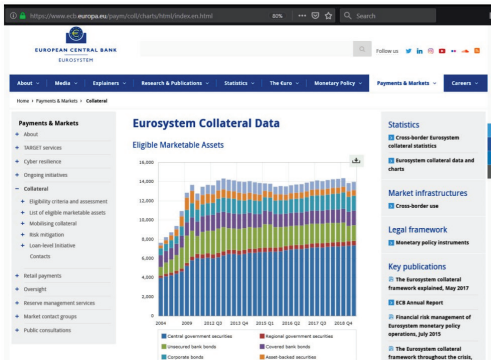 https://www.ecb.europa.eu/paym/coll/charts/html/index.en.html
80%
Search
EUROPEAN CENTRAL BANK
EUROSYSTEM
Follow us
About
Media
Explainers
Research & Publications
Statistics
The Euro
Monetary Policy
Payments & Markets
Careers
Home › Payments & Markets › Collateral
Payments & Markets
+ About
+ TARGET services
+ Cyber resilience
+ Ongoing initiatives
− Collateral
+ Eligibility criteria and assessment
+ List of eligible marketable assets
+ Mobilising collateral
+ Risk mitigation
+ Loan-level initiative
Contacts
+ Retail payments
+ Oversight
+ Reserve management services
+ Market contact groups
+ Public consultations
Eurosystem Collateral Data
Eligible Marketable Assets
16,000
14,000
12,000
10,000
8,000
6,000
4,000
2,000
0
2004 2009 2012 Q3 2013 Q4 2015 Q1 2016 Q2 2017 Q3 2018 Q4
Central government securities
Regional government securities
Unsecured bank bonds
Covered bank bonds
Corporate bonds
Asset-backed securities
Statistics
Cross-border Eurosystem
collateral statistics
Eurosystem collateral data and
charts
Market infrastructures
Cross-border use
Legal framework
Monetary policy instruments
Key publications
The Eurosystem collateral
framework explained, May 2017
ECB Annual Report
Financial risk management of
Eurosystem monetary policy
operations, July 2015
The Eurosystem collateral
framework throughout the crisis,